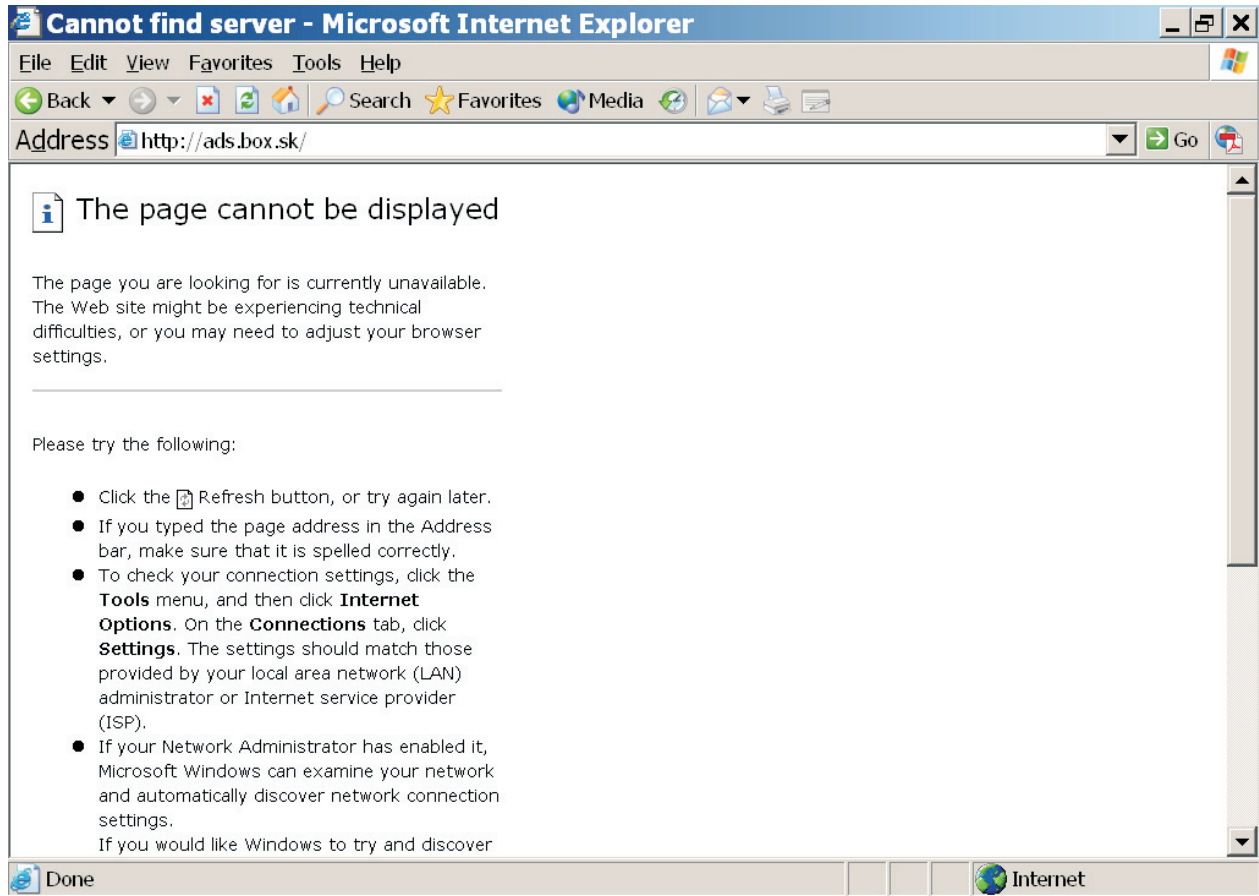 Cannot find server - Microsoft Internet Explorer
File Edit View Favorites Tools Help
Back Search Favorites Media
Address http://ads.box.sk/ Go
The page cannot be displayed
The page you are looking for is currently unavailable.
The Web site might be experiencing technical
difficulties, or you may need to adjust your browser
settings.
Please try the following:
Click the Refresh button, or try again later.
If you typed the page address in the Address
bar, make sure that it is spelled correctly.
To check your connection settings, click the
Tools menu, and then click Internet
Options. On the Connections tab, click
Settings. The settings should match those
provided by your local area network (LAN)
administrator or Internet service provider
(ISP).
If your Network Administrator has enabled it,
Microsoft Windows can examine your network
and automatically discover network connection
settings.
If you would like Windows to try and discover
Done Internet